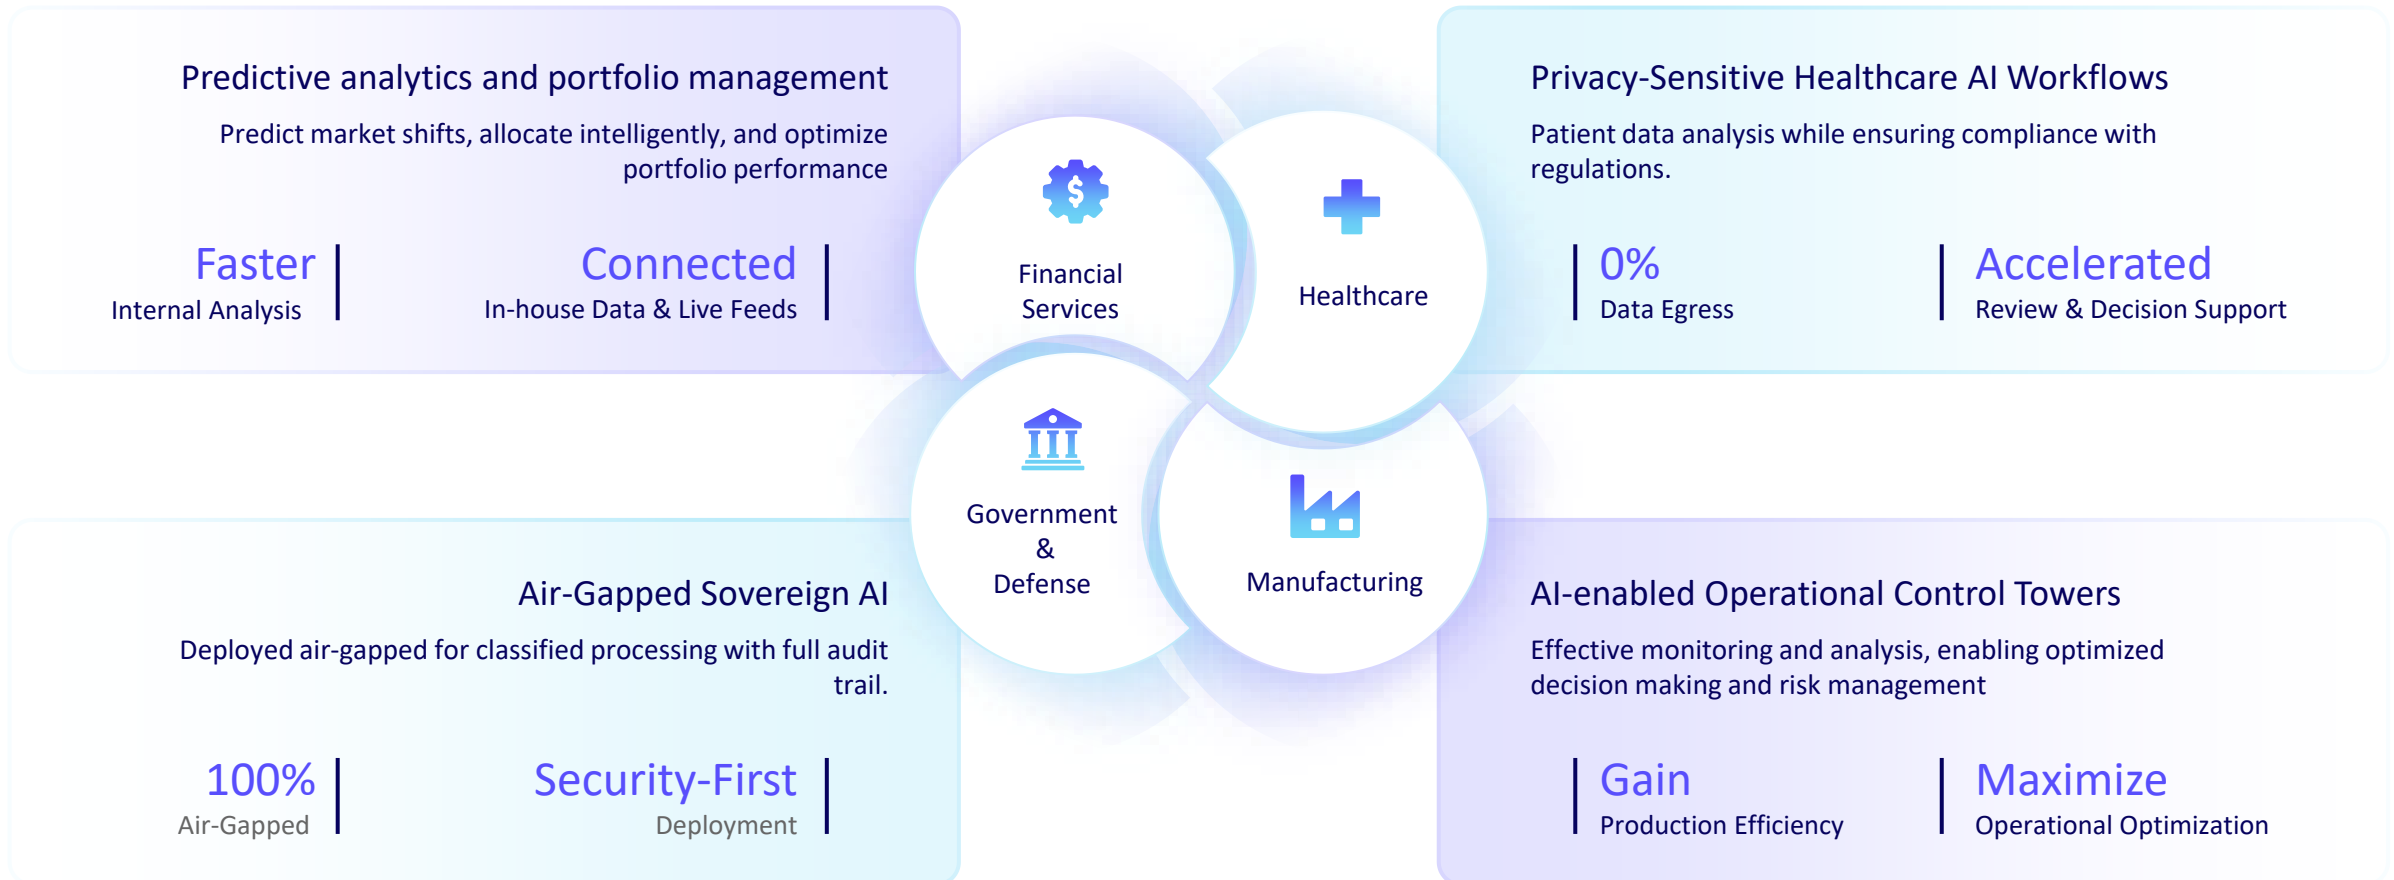 Predictive analytics and portfolio management
Predict market shifts, allocate intelligently, and optimize
portfolio performance
Faster
Internal Analysis
Connected
In-house Data & Live Feeds
$
Financial
Services
Healthcare
Privacy-Sensitive Healthcare AI Workflows
Patient data analysis while ensuring compliance with
regulations.
0%
Data Egress
Accelerated
Review & Decision Support
Air-Gapped Sovereign AI
Deployed air-gapped for classified processing with full audit
trail.
100%
Air-Gapped
Security-First
Deployment
Government
&
Defense
Manufacturing
AI-enabled Operational Control Towers
Effective monitoring and analysis, enabling optimized
decision making and risk management
Gain
Production Efficiency
Maximize
Operational Optimization